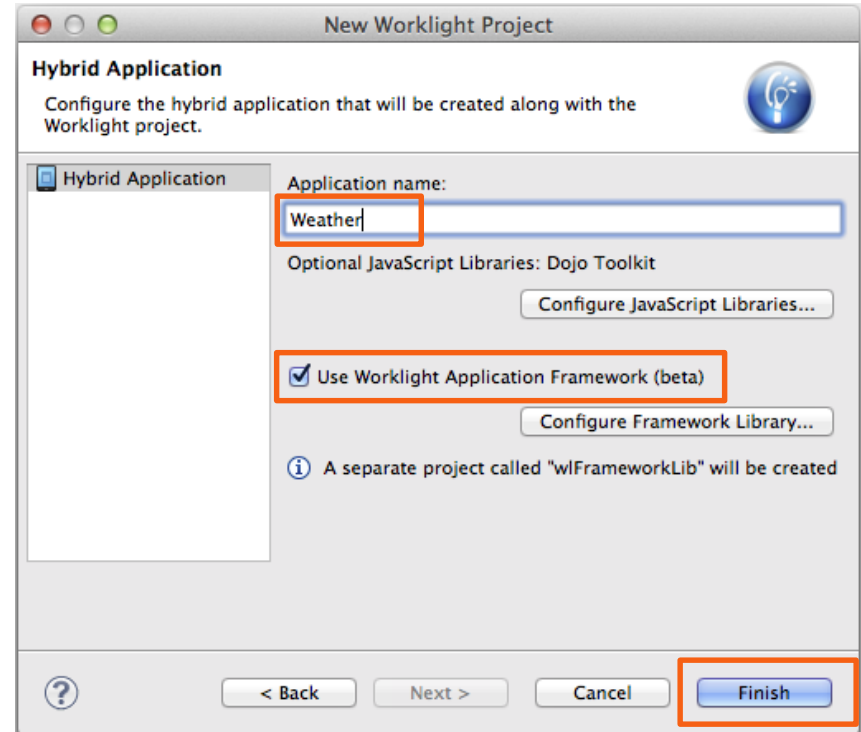 New Worklight Project
Hybrid Application
Configure the hybrid application that will be created along with the
Worklight project.
Hybrid Application
Application name:
Weather
Optional JavaScript Libraries: Dojo Toolkit
Configure JavaScript Libraries...
Use Worklight Application Framework (beta)
Configure Framework Library...
A separate project called "wlFrameworkLib" will be created
? < Back Next > Cancel Finish